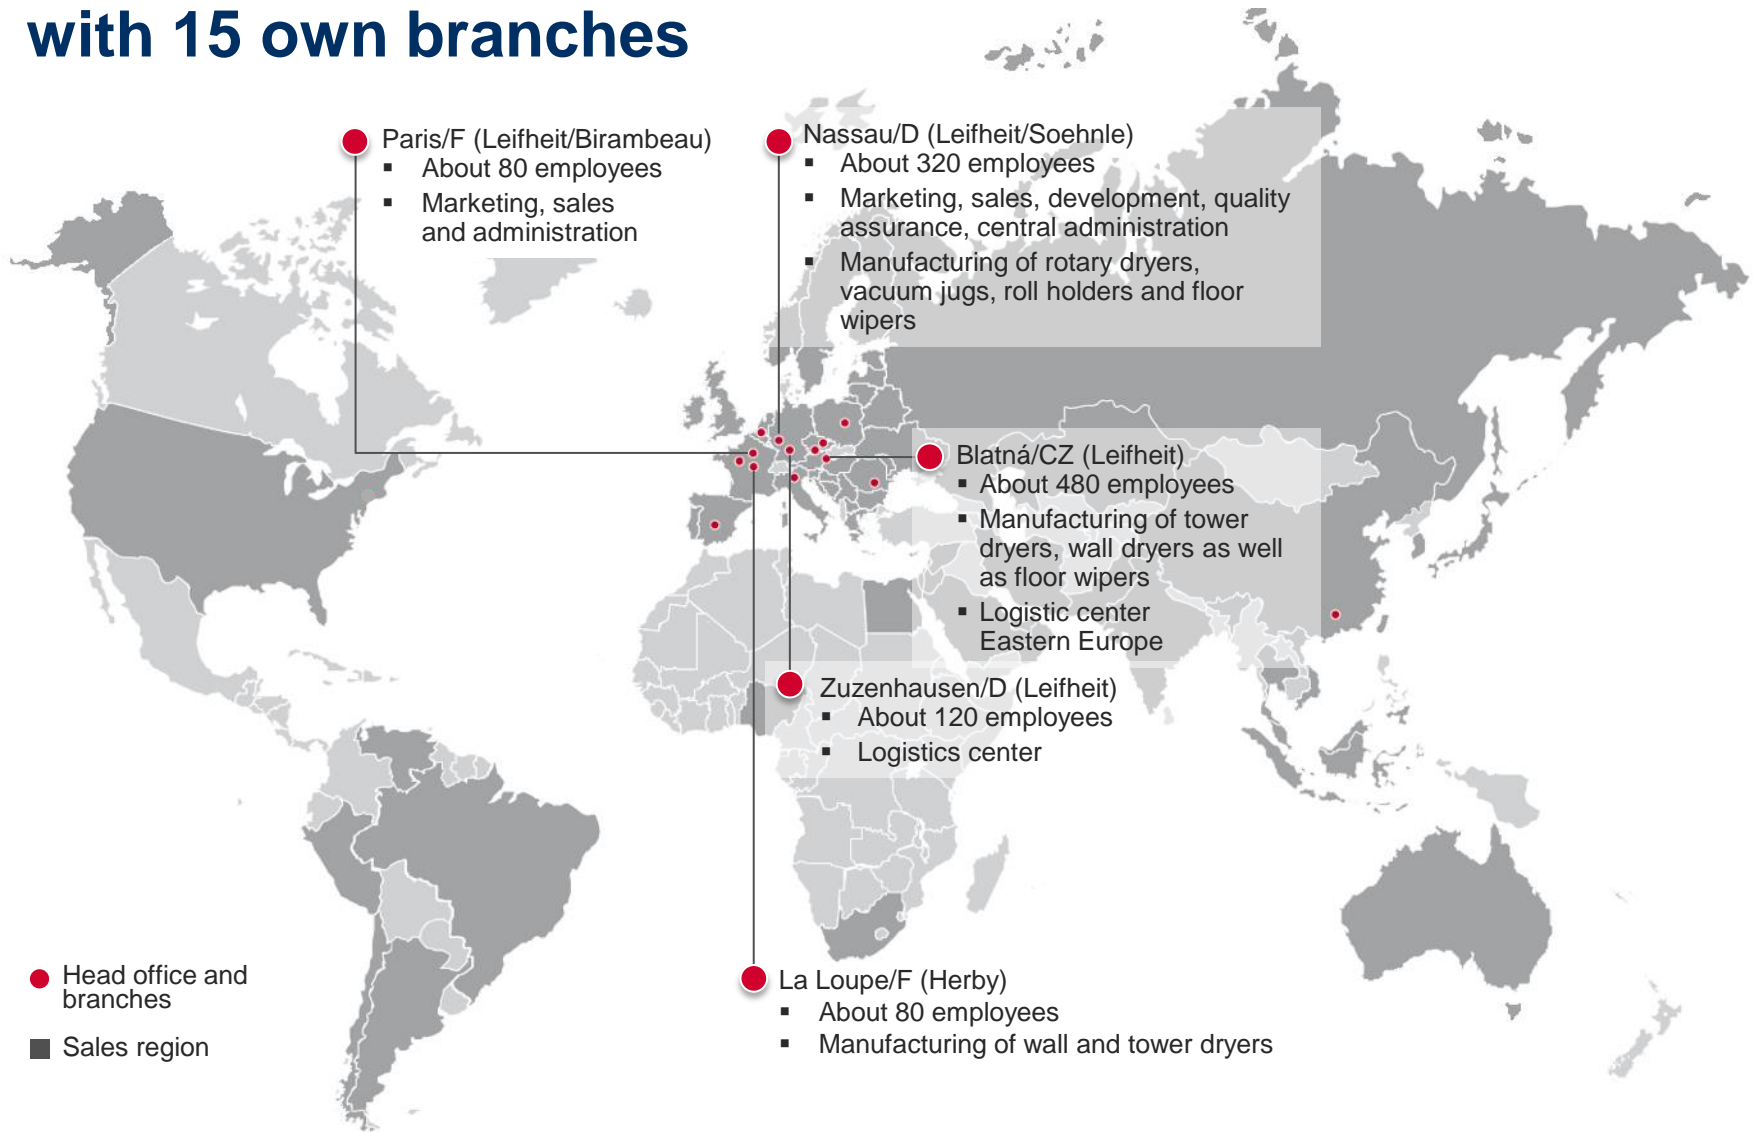 with 15 own branches
Paris/F (Leifheit/Birambeau)
▪ About 80 employees
▪ Marketing, sales
and administration
Nassau/D (Leifheit/Soehnle)
▪ About 320 employees
▪ Marketing, sales, development, quality
assurance, central administration
▪ Manufacturing of rotary dryers,
vacuum jugs, roll holders and floor
wipers
Blatná/CZ (Leifheit)
▪ About 480 employees
▪ Manufacturing of tower
dryers, wall dryers as well
as floor wipers
▪ Logistic center
Eastern Europe
Zuzenhausen/D (Leifheit)
▪ About 120 employees
▪ Logistics center
La Loupe/F (Herby)
▪ About 80 employees
▪ Manufacturing of wall and tower dryers
Head office and
branches
Sales region